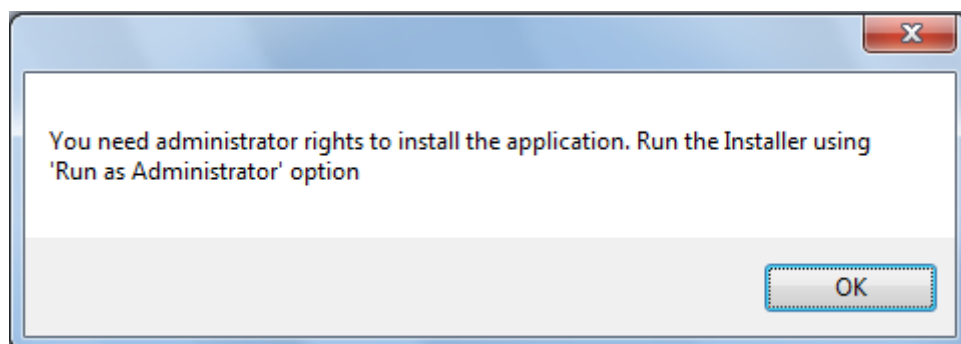 You need administrator rights to install the application. Run the Installer using
'Run as Administrator' option
OK